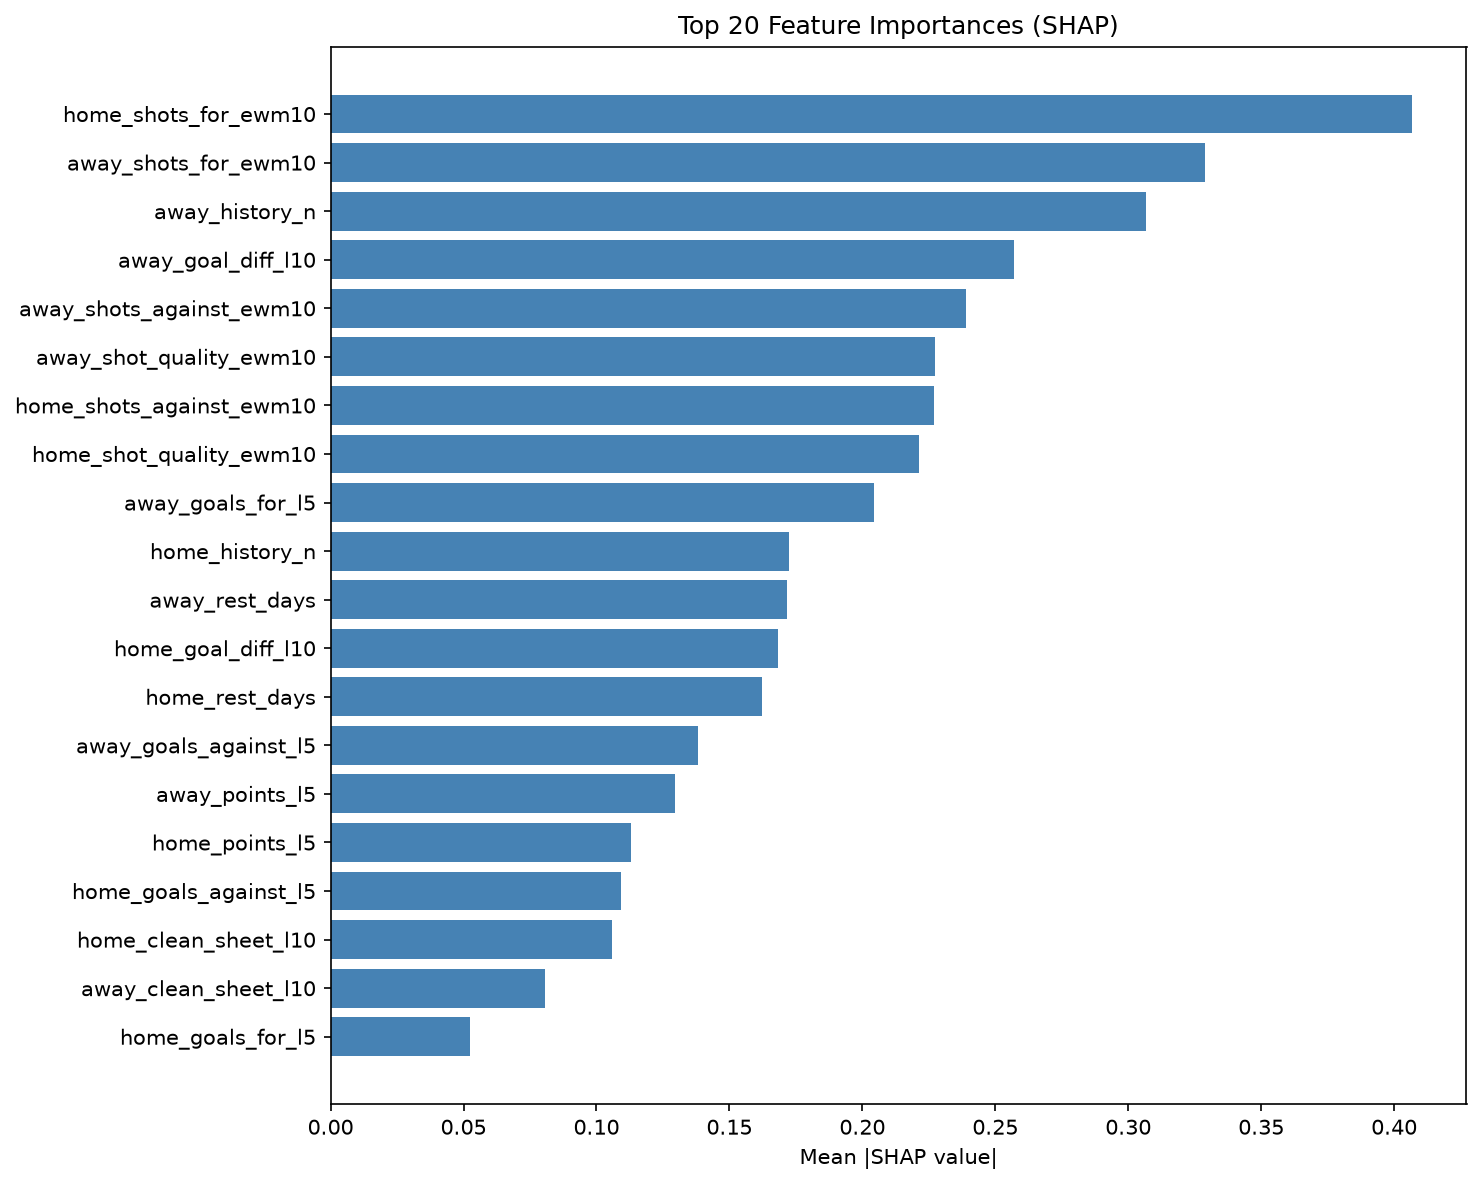 Top 20 Feature Importances (SHAP)
home_shots_for_ewm10
away_shots_for_ewm10
away_history_n
away_goal_diff_l10
away_shots_against_ewm10
away_shot_quality_ewm10
home_shots_against_ewm10
home_shot_quality_ewm10
away_goals_for_l5
home_history_n
away_rest_days
home_goal_diff_l10
home_rest_days
away_goals_against_l5
away_points_l5
home_points_l5
home_goals_against_l5
home_clean_sheet_l10
away_clean_sheet_l10
home_goals_for_l5
0.00 0.05 0.10 0.15 0.20 0.25 0.30 0.35 0.40
Mean |SHAP value|